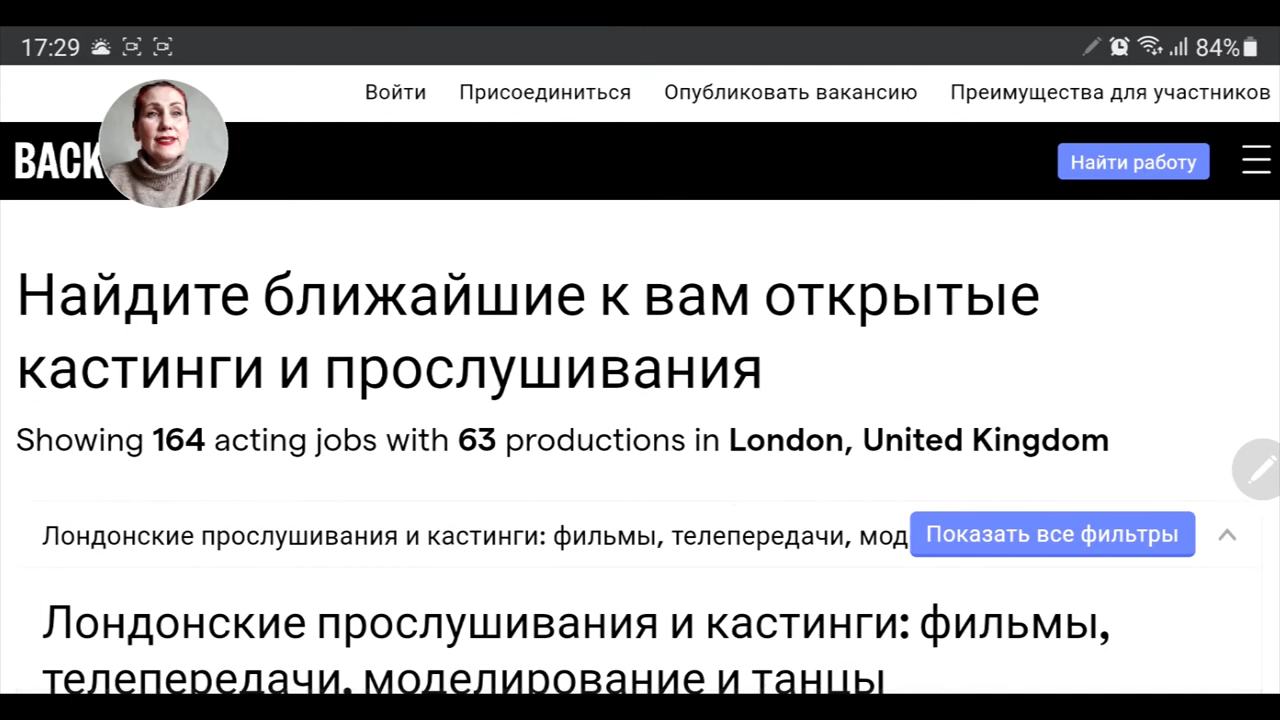 17:29
84%
Войти Присоединиться Опубликовать вакансию Преимущества для участников
BACK
Найти работу
Найдите ближайшие к вам открытые
кастинги и прослушивания
Showing 164 acting jobs with 63 productions in London, United Kingdom
Лондонские прослушивания и кастинги: фильмы, телепередачи, мод
Показать все фильтры
Лондонские прослушивания и кастинги: фильмы,
телепередачи, моделирование и танцы